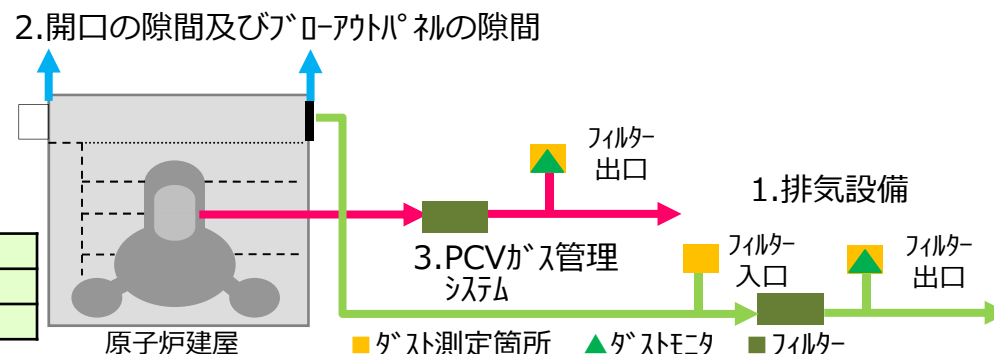 2.開口の隙間及びﾌﾞﾛｰｱｳﾄﾊﾟﾈﾙの隙間
ﾌｨﾙﾀｰ
出口
1.排気設備
3.PCVｶﾞｽ管理
ｼｽﾃﾑ
ﾌｨﾙﾀｰ
入口
ﾌｨﾙﾀｰ
出口
原子炉建屋
■ﾀﾞｽﾄ測定箇所 ▲ﾀﾞｽﾄﾓﾆﾀ ■ﾌｨﾙﾀｰ